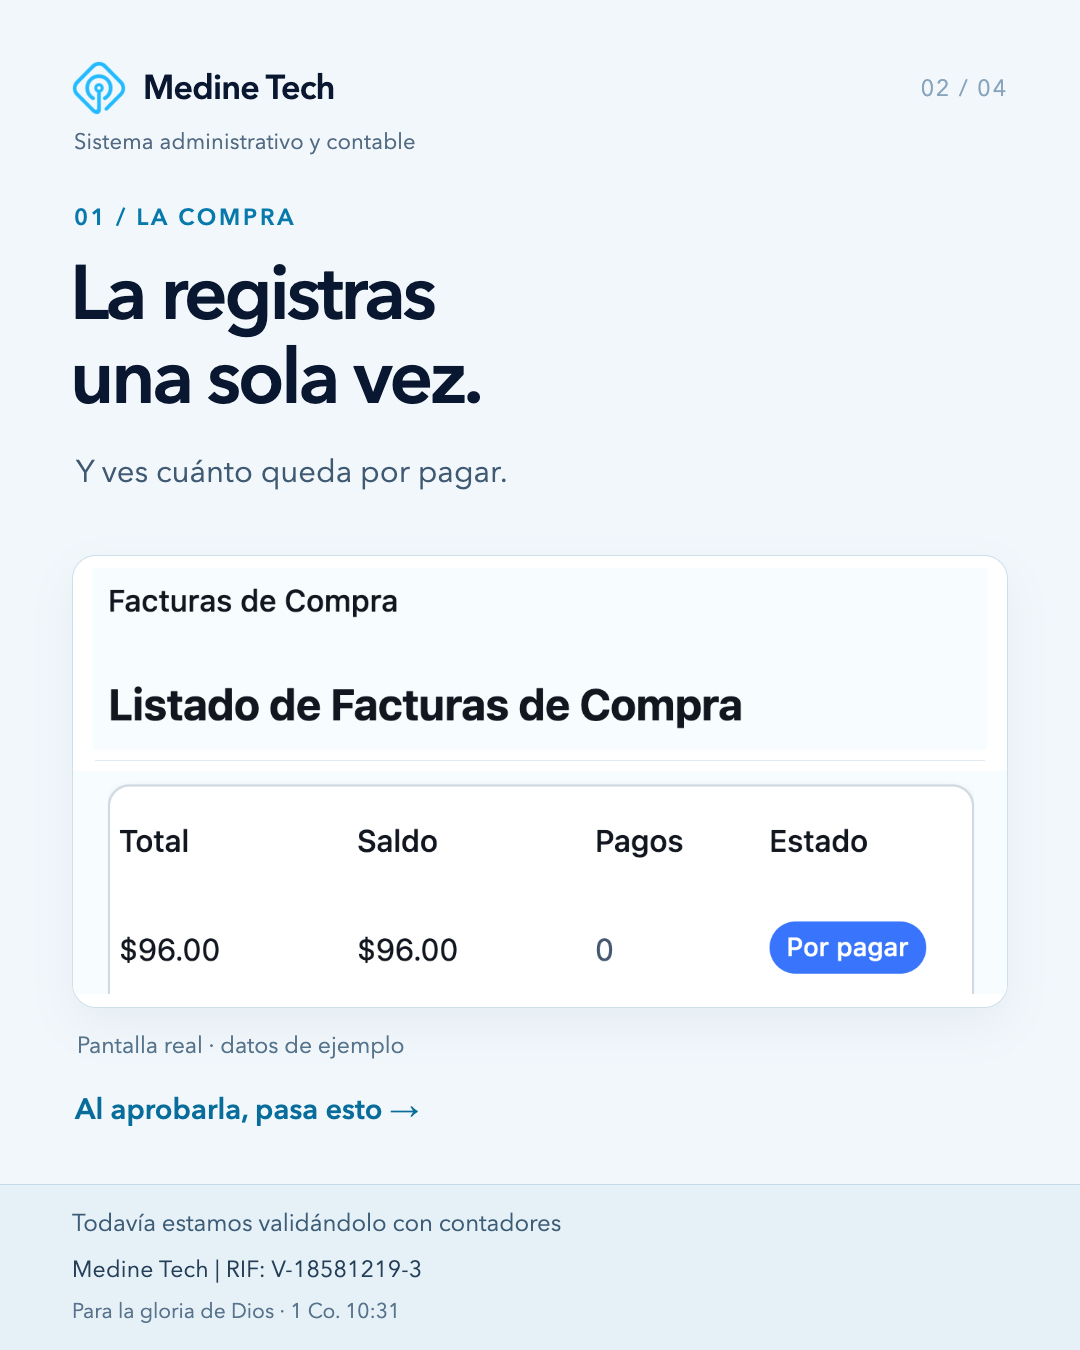 Medine Tech
02 / 04
Sistema administrativo y contable
01 / LA COMPRA
La registras
una sola vez.
Y ves cuánto queda por pagar.
Facturas de Compra
Listado de Facturas de Compra
Total Saldo Pagos Estado
$96.00 $96.00 0 Por pagar
Pantalla real · datos de ejemplo
Al aprobarla, pasa esto →
Todavía estamos validándolo con contadores
Medine Tech | RIF: V-18581219-3
Para la gloria de Dios · 1 Co. 10:31